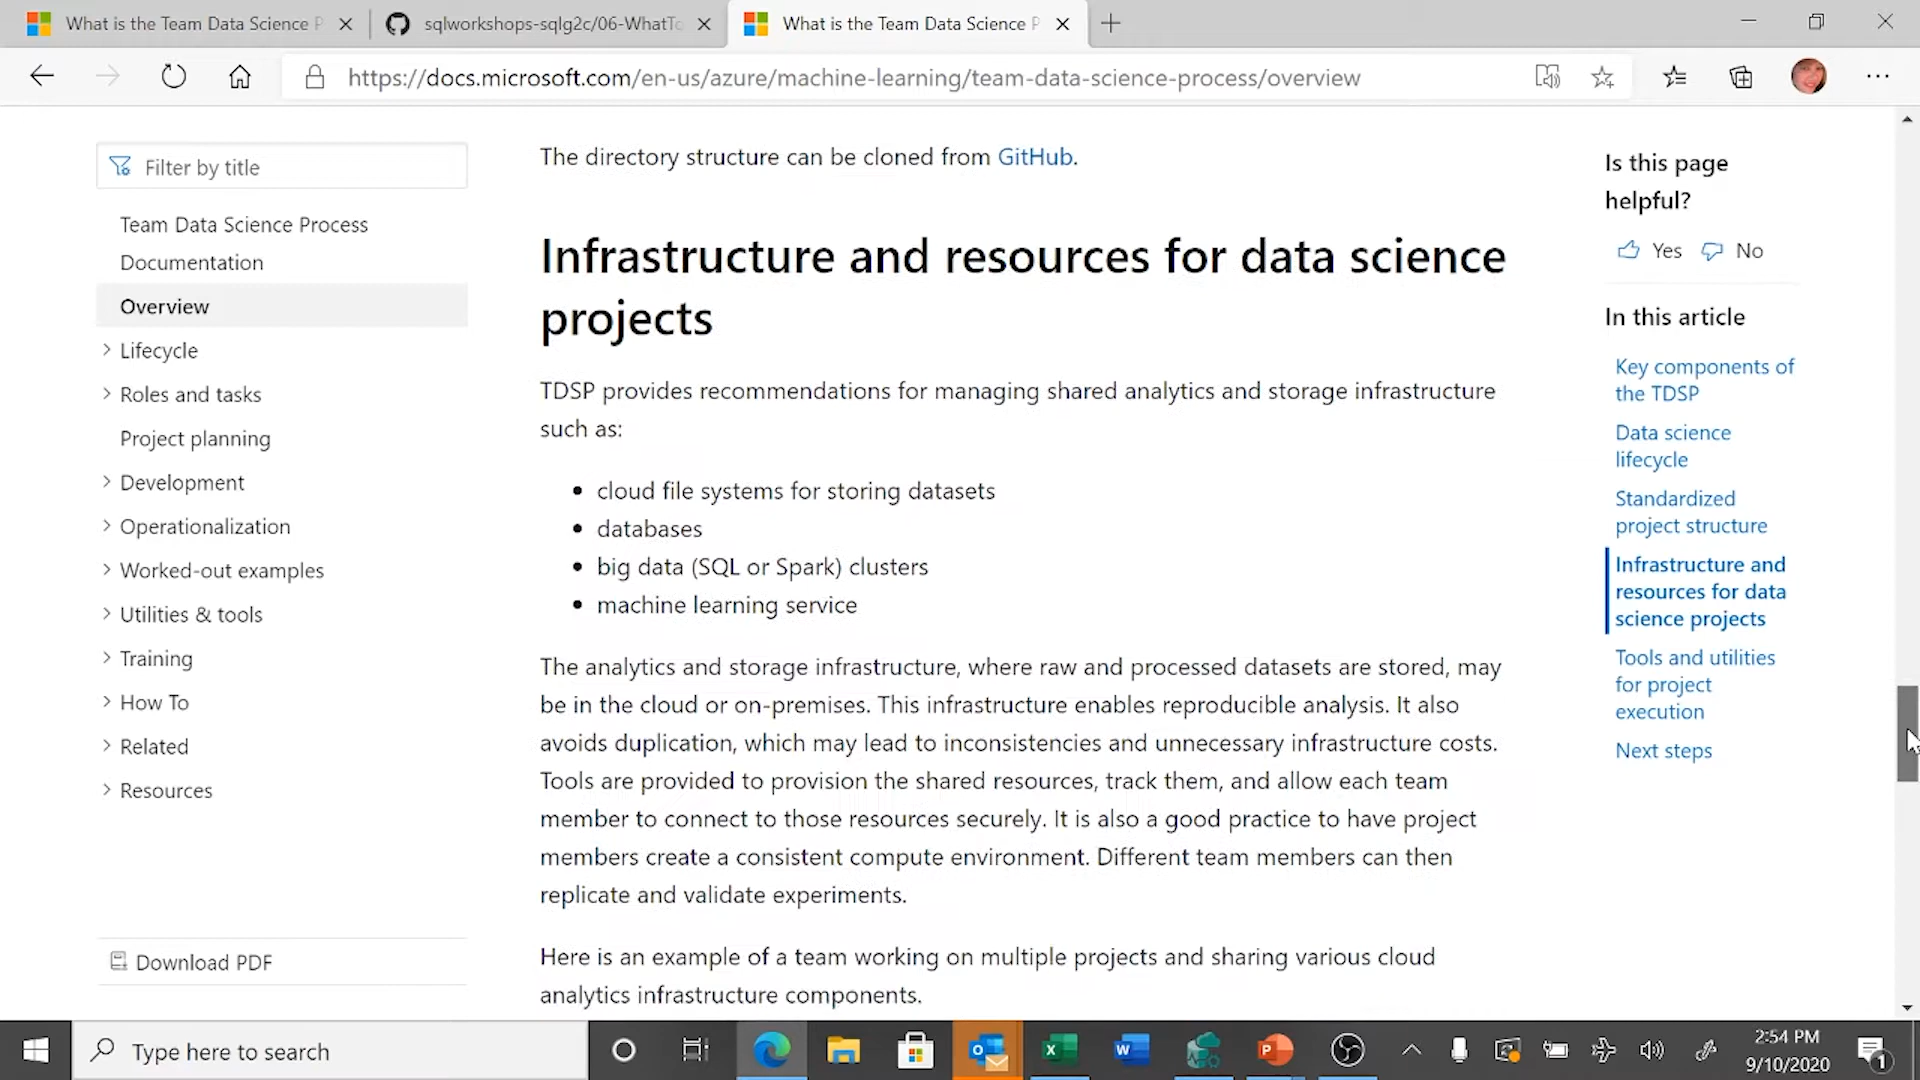 What is the Team Data Science P
sqlworkshops-sqlg2c/06-WhatTo
What is the Team Data Science P
https://docs.microsoft.com/en-us/azure/machine-learning/team-data-science-process/overview
Filter by title
Team Data Science Process
Documentation
Overview
Lifecycle
Roles and tasks
Project planning
Development
Operationalization
Worked-out examples
Utilities & tools
Training
How To
Related
Resources
Download PDF
The directory structure can be cloned from GitHub.
Infrastructure and resources for data science
projects
TDSP provides recommendations for managing shared analytics and storage infrastructure
such as:
• cloud file systems for storing datasets
• databases
• big data (SQL or Spark) clusters
• machine learning service
The analytics and storage infrastructure, where raw and processed datasets are stored, may
be in the cloud or on-premises. This infrastructure enables reproducible analysis. It also
avoids duplication, which may lead to inconsistencies and unnecessary infrastructure costs.
Tools are provided to provision the shared resources, track them, and allow each team
member to connect to those resources securely. It is also a good practice to have project
members create a consistent compute environment. Different team members can then
replicate and validate experiments.
Here is an example of a team working on multiple projects and sharing various cloud
analytics infrastructure components.
Is this page
helpful?
Yes No
In this article
Key components of
the TDSP
Data science
lifecycle
Standardized
project structure
Infrastructure and
resources for data
science projects
Tools and utilities
for project
execution
Next steps
Type here to search
2:54 PM
9/10/2020
1